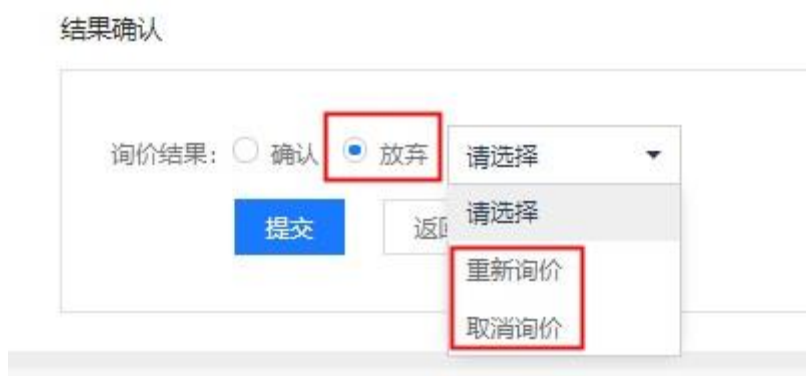 结果确认
询价结果: 确认 放弃 请选择
请选择
提交 返
重新询价
取消询价